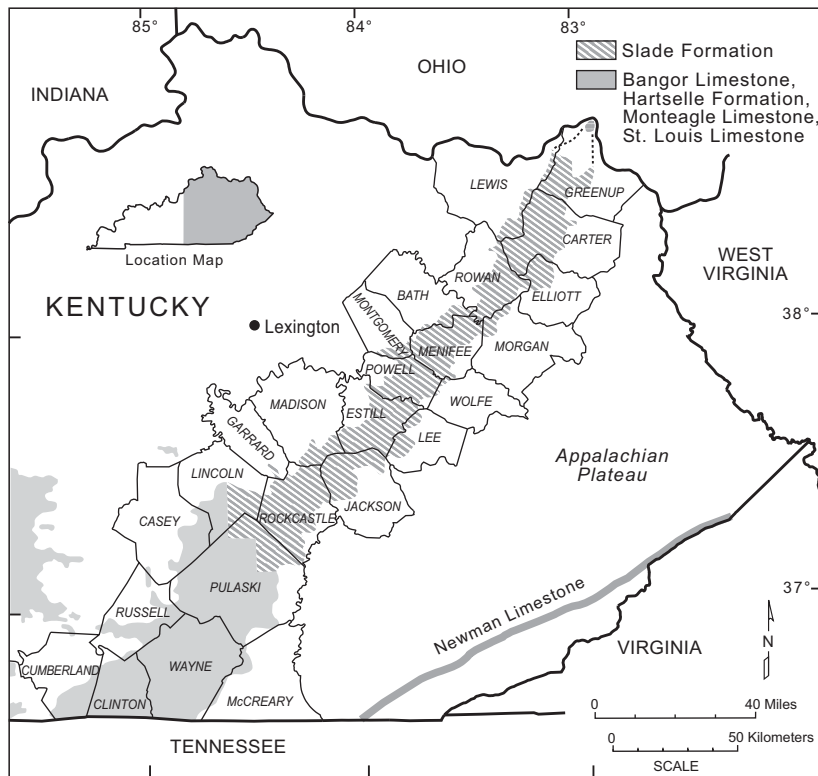 85°
84°
83°
Slade Formation
Bangor Limestone,
Hartselle Formation,
Monteagle Limestone,
St. Louis Limestone
OHIO
INDIANA
LEWIS
GREENUP
CARTER
WEST
VIRGINIA
Location Map
ROWAN
ELLIOTT
BATH
KENTUCKY
MONTGOMERY
38°
Lexington
MENIFEE
MORGAN
POWELL
MADISON
ESTILL
WOLFE
GARRARD
LEE
Appalachian
Plateau
LINCOLN
CASEY
ROCKCASTLE
JACKSON
PULASKI
37°
RUSSELL
Newman Limestone
N
VIRGINIA
CUMBERLAND
WAYNE
CLINTON
McCREARY
0
40 Miles
TENNESSEE
0
50 Kilometers
SCALE